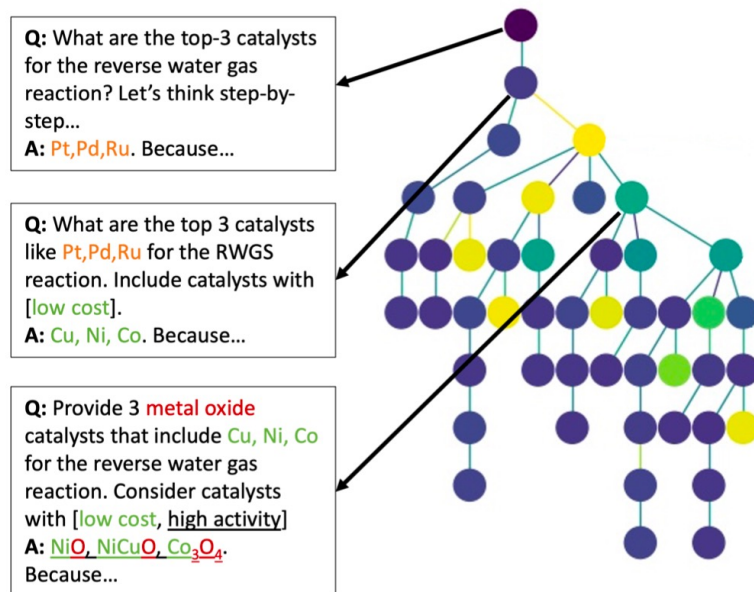 Q: What are the top-3 catalysts
for the reverse water gas
reaction? Let’s think step-by-
step…
A: Pt,Pd,Ru. Because…
Q: What are the top 3 catalysts
like Pt,Pd,Ru for the RWGS
reaction. Include catalysts with
[low cost].
A: Cu, Ni, Co. Because…
Q: Provide 3 metal oxide
catalysts that include Cu, Ni, Co
for the reverse water gas
reaction. Consider catalysts
with [low cost, high activity]
A: NiO, NiCuO, Co₃O₄.
Because…